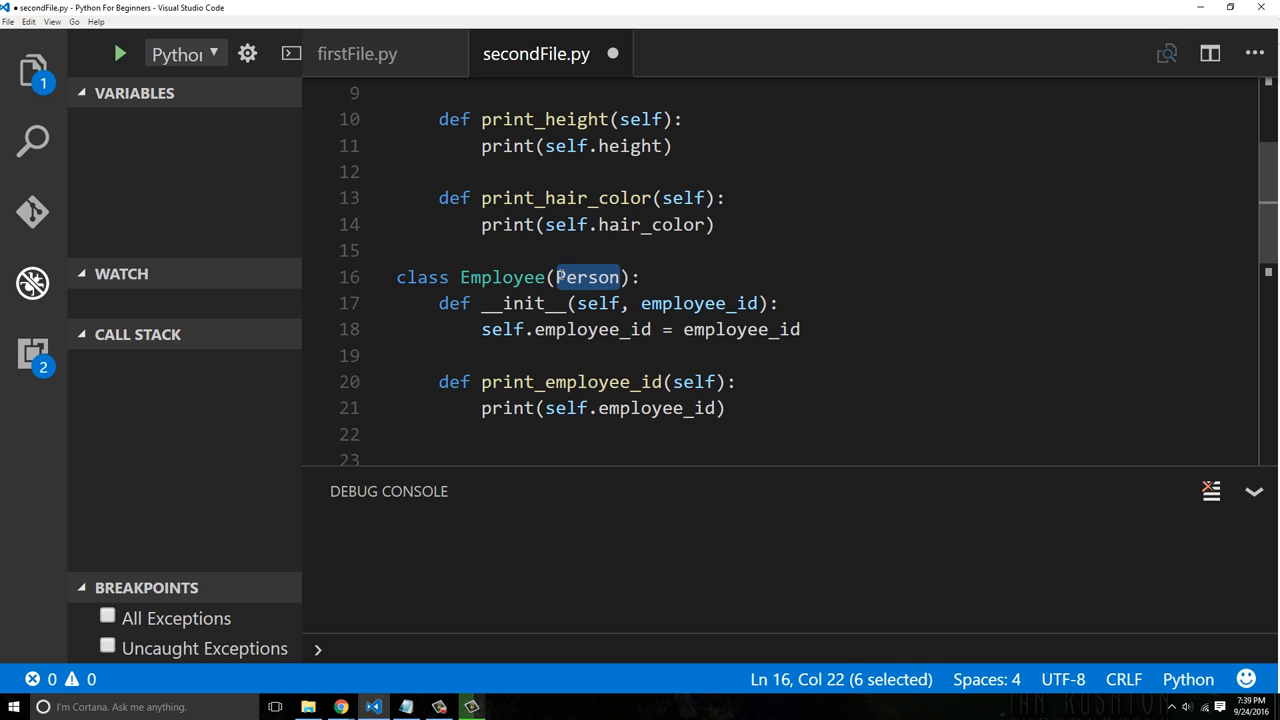 ● secondFile.py - Python For Beginners - Visual Studio Code
File Edit View Go Help
1
Python
firstFile.py
secondFile.py
VARIABLES
WATCH
CALL STACK
2
BREAKPOINTS
All Exceptions
Uncaught Exceptions
9
10 def print_height(self):
11 print(self.height)
12
13 def print_hair_color(self):
14 print(self.hair_color)
15
16 class Employee(Person):
17 def __init__(self, employee_id):
18 self.employee_id = employee_id
19
20 def print_employee_id(self):
21 print(self.employee_id)
22
23
DEBUG CONSOLE
0 0
Ln 16, Col 22 (6 selected) Spaces: 4 UTF-8 CRLF Python
I'm Cortana. Ask me anything.
7:39 PM
9/24/2016